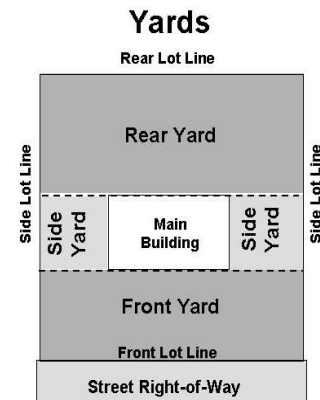 Yards
Rear Lot Line
Rear Yard
Side Lot Line
Side
Yard
Main
Building
Side
Yard
Side Lot Line
Front Yard
Front Lot Line
Street Right-of-Way